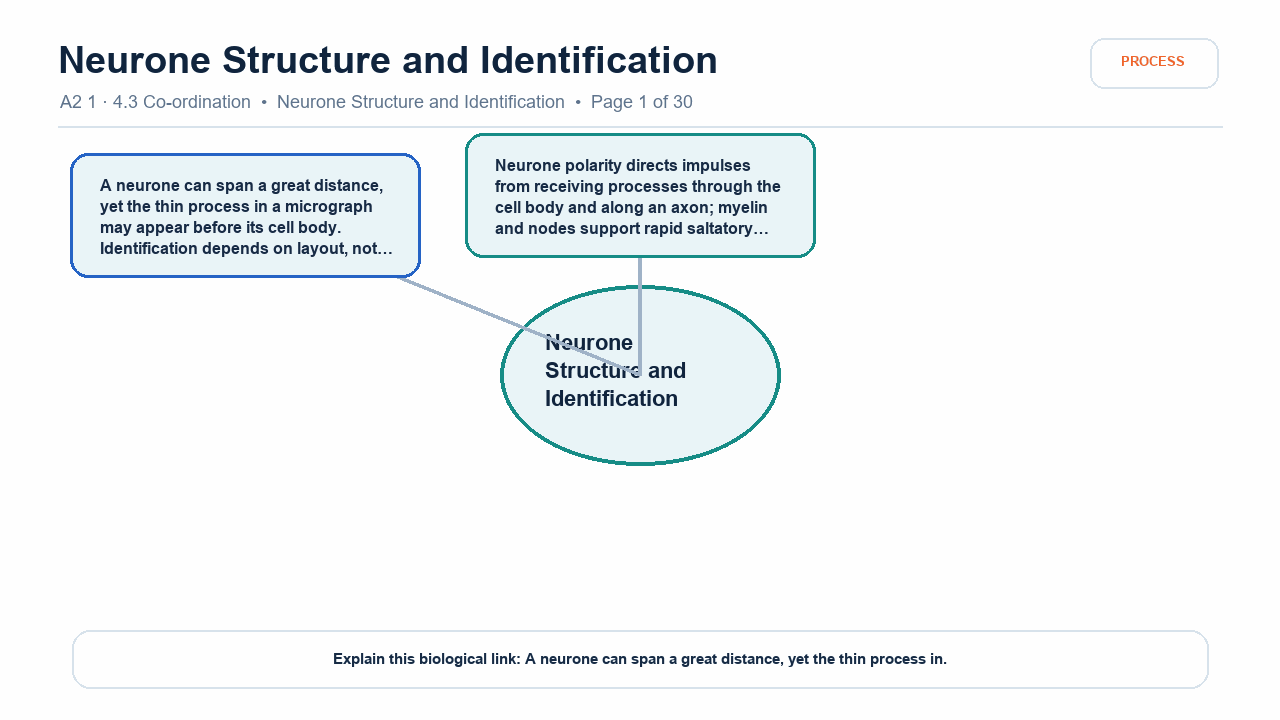 Neurone Structure and Identification
PROCESS
A2 1 · 4.3 Co-ordination • Neurone Structure and Identification • Page 1 of 30
A neurone can span a great distance,
yet the thin process in a micrograph
may appear before its cell body.
Identification depends on layout, not…
Neurone polarity directs impulses
from receiving processes through the
cell body and along an axon; myelin
and nodes support rapid saltatory…
Neurone
Structure and
Identification
Explain this biological link: A neurone can span a great distance, yet the thin process in.